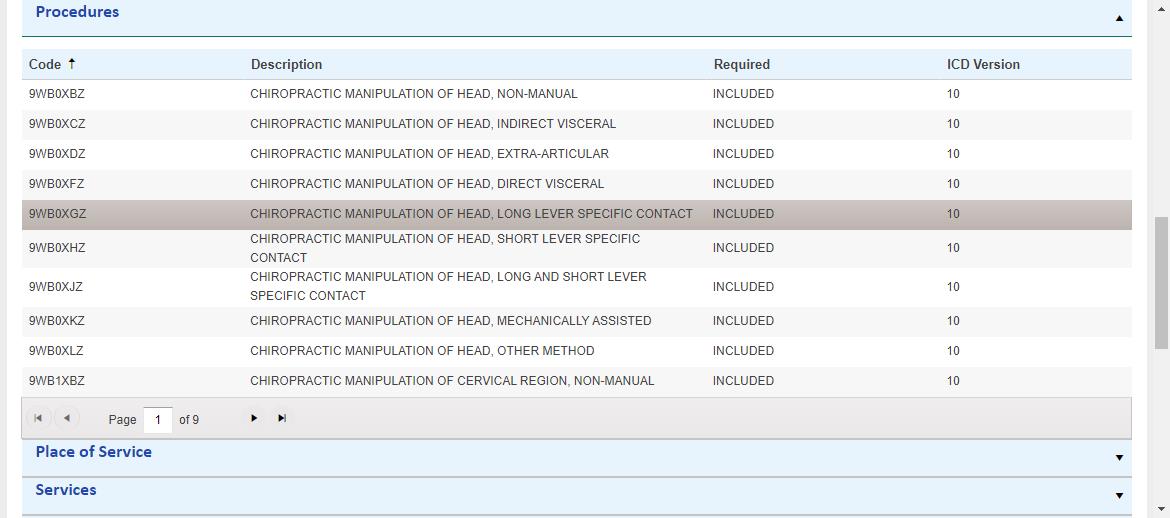 Procedures
Code Description Required ICD Version
9WB0XBZ CHIROPRACTIC MANIPULATION OF HEAD, NON-MANUAL INCLUDED 10
9WB0XCZ CHIROPRACTIC MANIPULATION OF HEAD, INDIRECT VISCERAL INCLUDED 10
9WB0XDZ CHIROPRACTIC MANIPULATION OF HEAD, EXTRA-ARTICULAR INCLUDED 10
9WB0XFZ CHIROPRACTIC MANIPULATION OF HEAD, DIRECT VISCERAL INCLUDED 10
9WB0XGZ CHIROPRACTIC MANIPULATION OF HEAD, LONG LEVER SPECIFIC CONTACT INCLUDED 10
9WB0XHZ CHIROPRACTIC MANIPULATION OF HEAD, SHORT LEVER SPECIFIC
CONTACT INCLUDED 10
9WB0XJZ CHIROPRACTIC MANIPULATION OF HEAD, LONG AND SHORT LEVER
SPECIFIC CONTACT INCLUDED 10
9WB0XKZ CHIROPRACTIC MANIPULATION OF HEAD, MECHANICALLY ASSISTED INCLUDED 10
9WB0XLZ CHIROPRACTIC MANIPULATION OF HEAD, OTHER METHOD INCLUDED 10
9WB1XBZ CHIROPRACTIC MANIPULATION OF CERVICAL REGION, NON-MANUAL INCLUDED 10
Page 1 of 9
Place of Service
Services